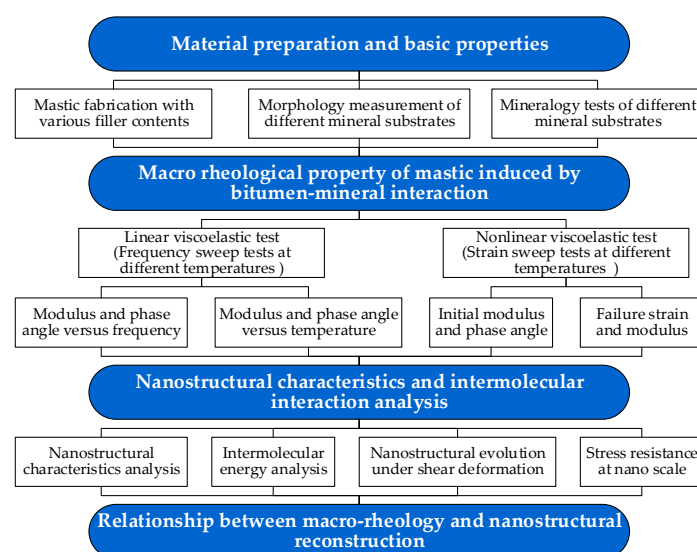 Material preparation and basic properties
Mastic fabrication with
various filler contents
Morphology measurement of
different mineral substrates
Mineralogy tests of different
mineral substrates
Macro rheological property of mastic induced by
bitumen-mineral interaction
Linear viscoelastic test
(Frequency sweep tests at
different temperatures )
Nonlinear viscoelastic test
(Strain sweep tests at different
temperatures )
Modulus and phase
angle versus frequency
Modulus and phase angle
versus temperature
Initial modulus
and phase angle
Failure strain
and modulus
Nanostructural characteristics and intermolecular
interaction analysis
Nanostructural
characteristics analysis
Intermolecular
energy analysis
Nanostructural evolution
under shear deformation
Stress resistance
at nano scale
Relationship between macro-rheology and nanostructural
reconstruction